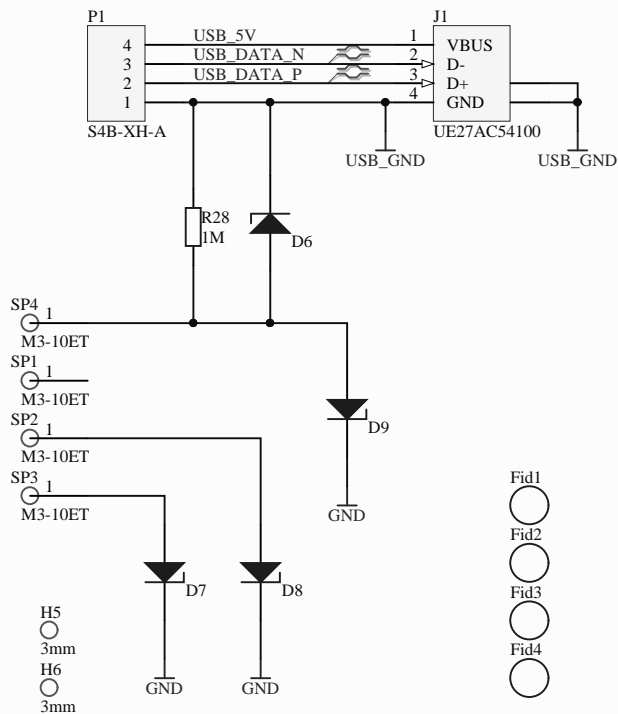 P1
J1
4 USB_5V 1 VBUS
3 USB_DATA_N 2 D-
2 USB_DATA_P 3 D+
1 4 GND
S4B-XH-A
UE27AC54100
USB_GND
USB_GND
R28
1M
D6
SP4
1
M3-10ET
SP1
1
M3-10ET
D9
SP2
1
M3-10ET
SP3
1
M3-10ET
GND
Fid1
Fid2
D7
D8
Fid3
H5
3mm
Fid4
H6
3mm
GND
GND